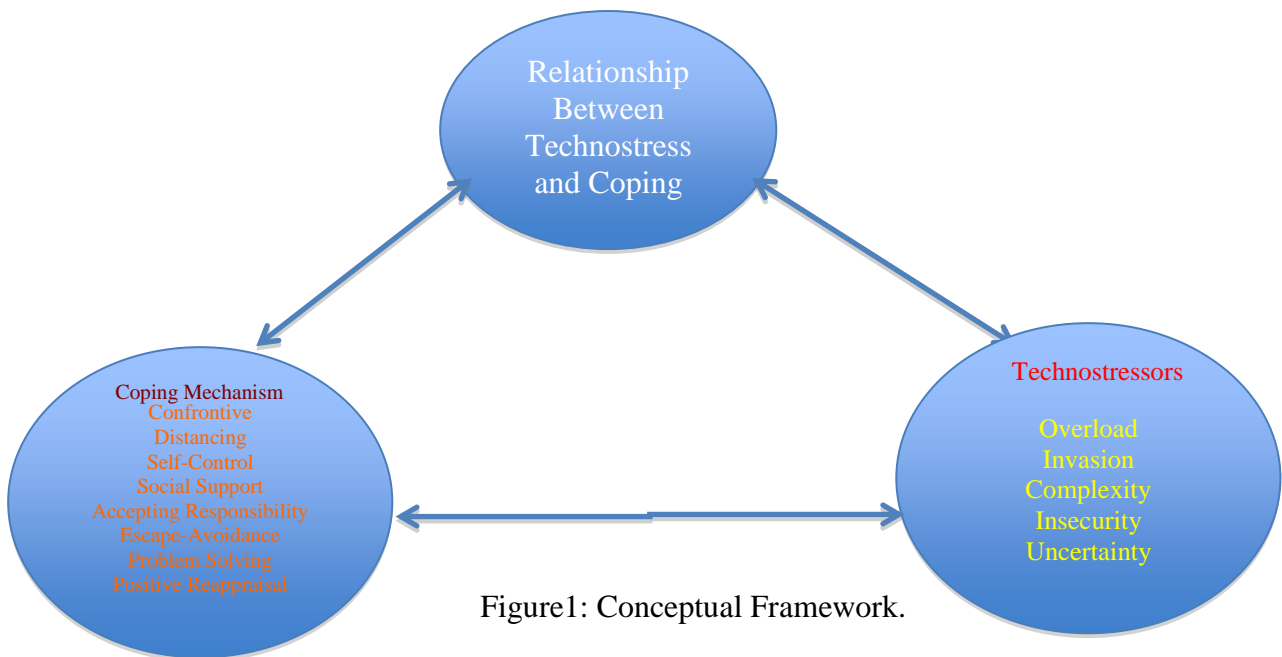 Relationship
Between
Technostress
and Coping
Coping Mechanism
Confrontive
Distancing
Self-Control
Social Support
Accepting Responsibility
Escape-Avoidance
Problem Solving
Positive Reappraisal
Technostressors
Overload
Invasion
Complexity
Insecurity
Uncertainty
Figure1: Conceptual Framework.